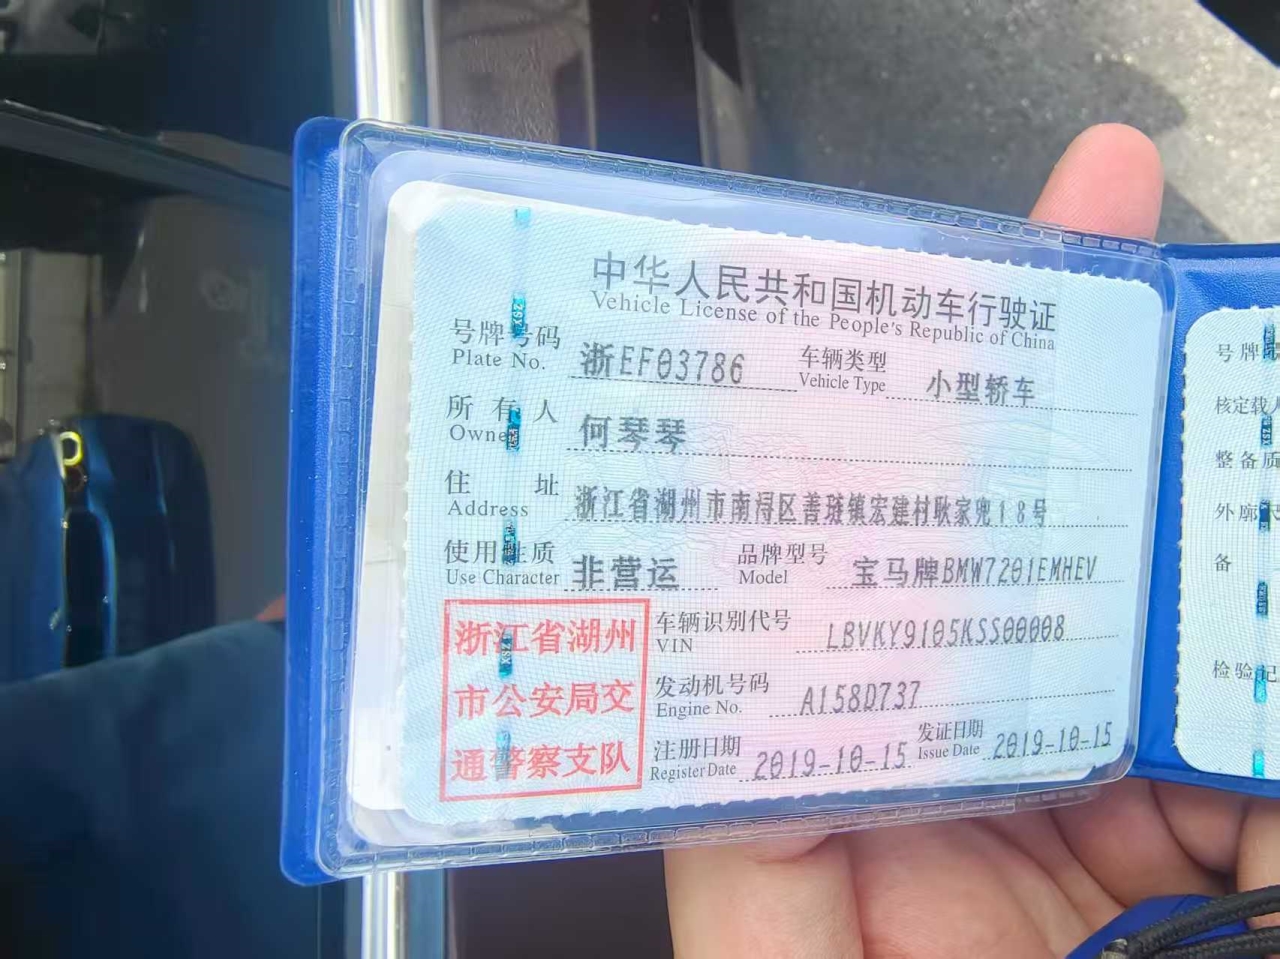 中华人民共和国机动车行驶证
Vehicle License of the People's Republic of China
号牌号码 浙EF03786 车辆类型 小型轿车
Plate No. Vehicle Type
所有人 何琴琴
Owner
住址 浙江省湖州市南浔区善琏镇宏建村耿家兜18号
Address
使用性质 非营运 品牌型号 宝马牌BMW7201EMHEV
Use Character Model
浙江省湖州
市公安局交
通警察支队
车辆识别代号 LBVKY9105KSS00008
VIN
发动机号码 A158D737
Engine No.
注册日期 2019-10-15 发证日期 2019-10-15
Register Date Issue Date
号牌
核定载人
整备质
外廓
备
检验记